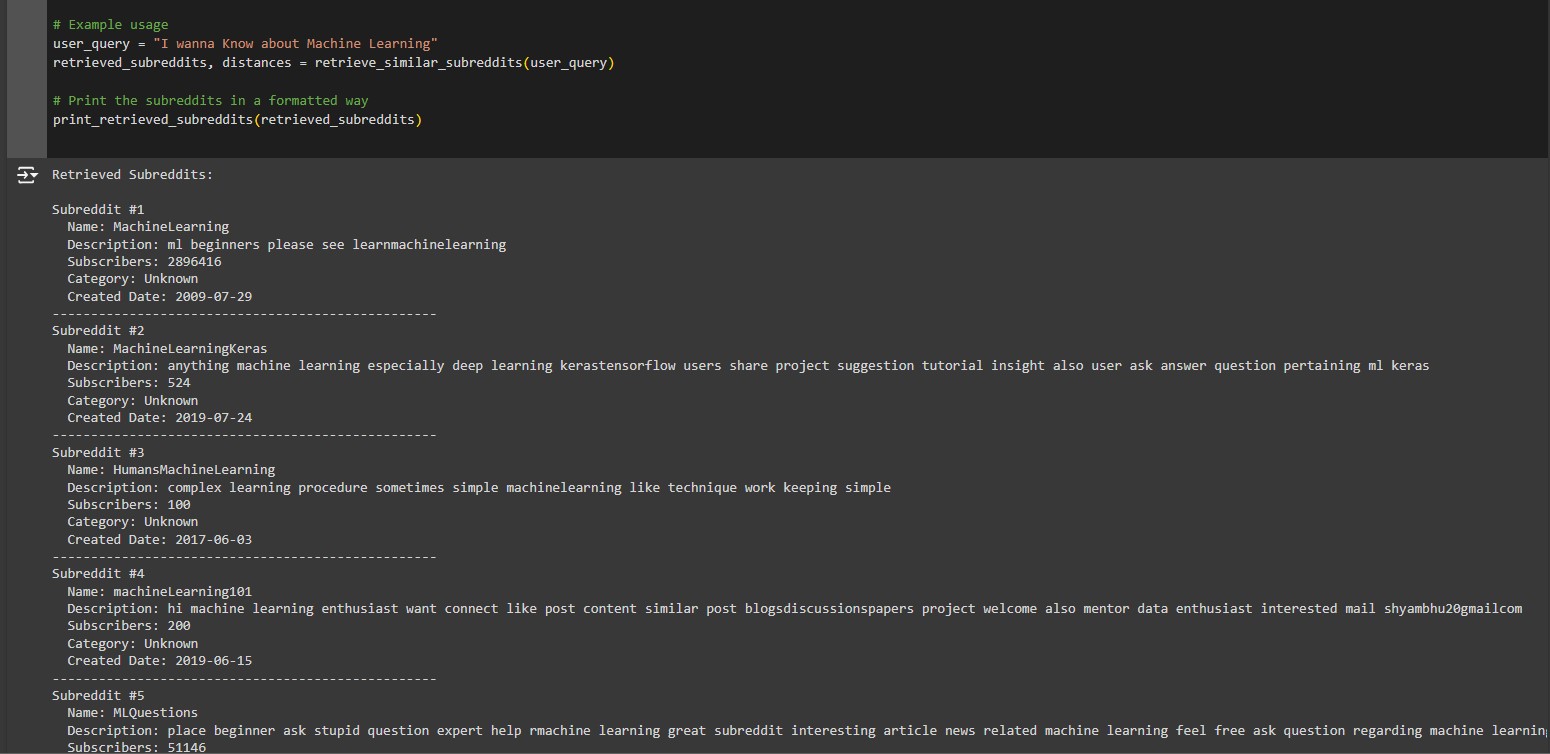 # Example usage
user_query = "I wanna Know about Machine Learning"
retrieved_subreddits, distances = retrieve_similar_subreddits(user_query)
# Print the subreddits in a formatted way
print_retrieved_subreddits(retrieved_subreddits)
Retrieved Subreddits:
Subreddit #1
Name: MachineLearning
Description: ml beginners please see learnmachinelearning
Subscribers: 2896416
Category: Unknown
Created Date: 2009-07-29
--------------------------------------------------
Subreddit #2
Name: MachineLearningKeras
Description: anything machine learning especially deep learning kerastensorflow users share project suggestion tutorial insight also user ask answer question pertaining ml keras
Subscribers: 524
Category: Unknown
Created Date: 2019-07-24
--------------------------------------------------
Subreddit #3
Name: HumansMachineLearning
Description: complex learning procedure sometimes simple machinelearning like technique work keeping simple
Subscribers: 100
Category: Unknown
Created Date: 2017-06-03
--------------------------------------------------
Subreddit #4
Name: machineLearning101
Description: hi machine learning enthusiast want connect like post content similar post blogsdiscussionspapers project welcome also mentor data enthusiast interested mail shyambhu20gmailcom
Subscribers: 200
Category: Unknown
Created Date: 2019-06-15
--------------------------------------------------
Subreddit #5
Name: MLQuestions
Description: place beginner ask stupid question expert help rmachine learning great subreddit interesting article news related machine learning feel free ask question regarding machine learning
Subscribers: 51146